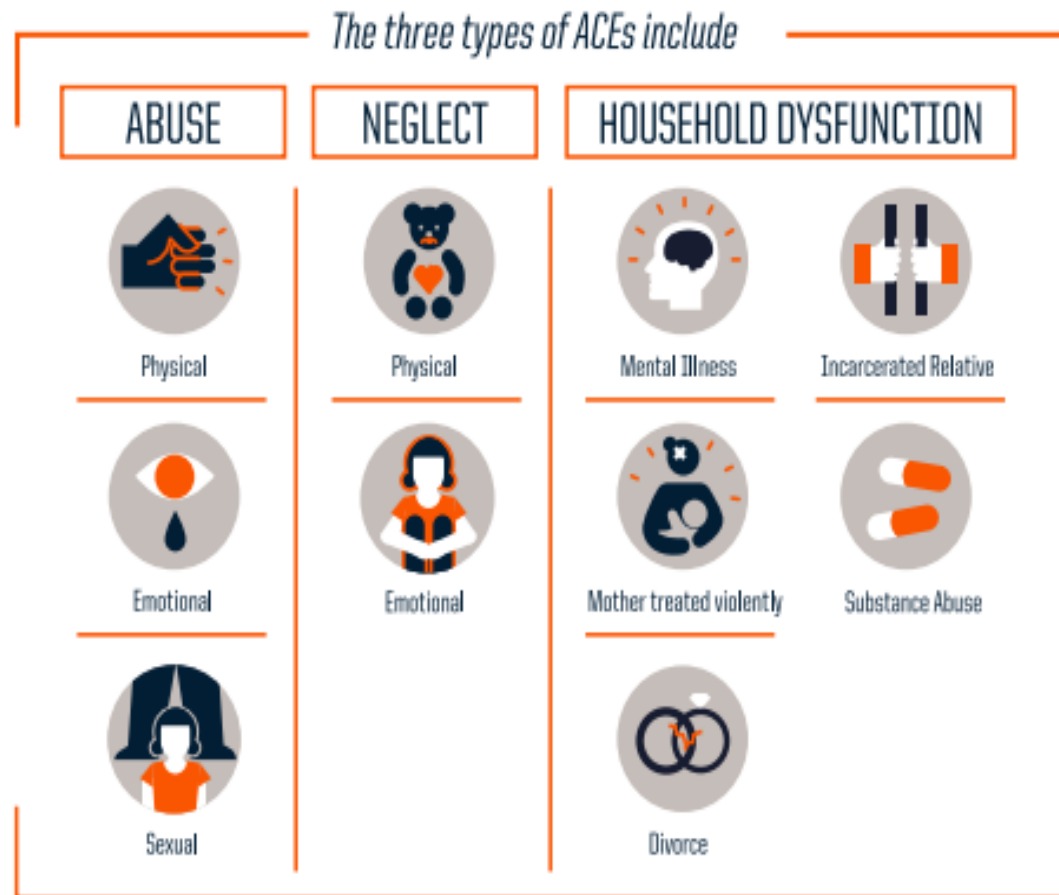 The three types of ACEs include
ABUSE
Physical
Emotional
Sexual
NEGLECT
Physical
Emotional
HOUSEHOLD DYSFUNCTION
Mental Illness
Incarcerated Relative
Mother treated violently
Substance Abuse
Divorce